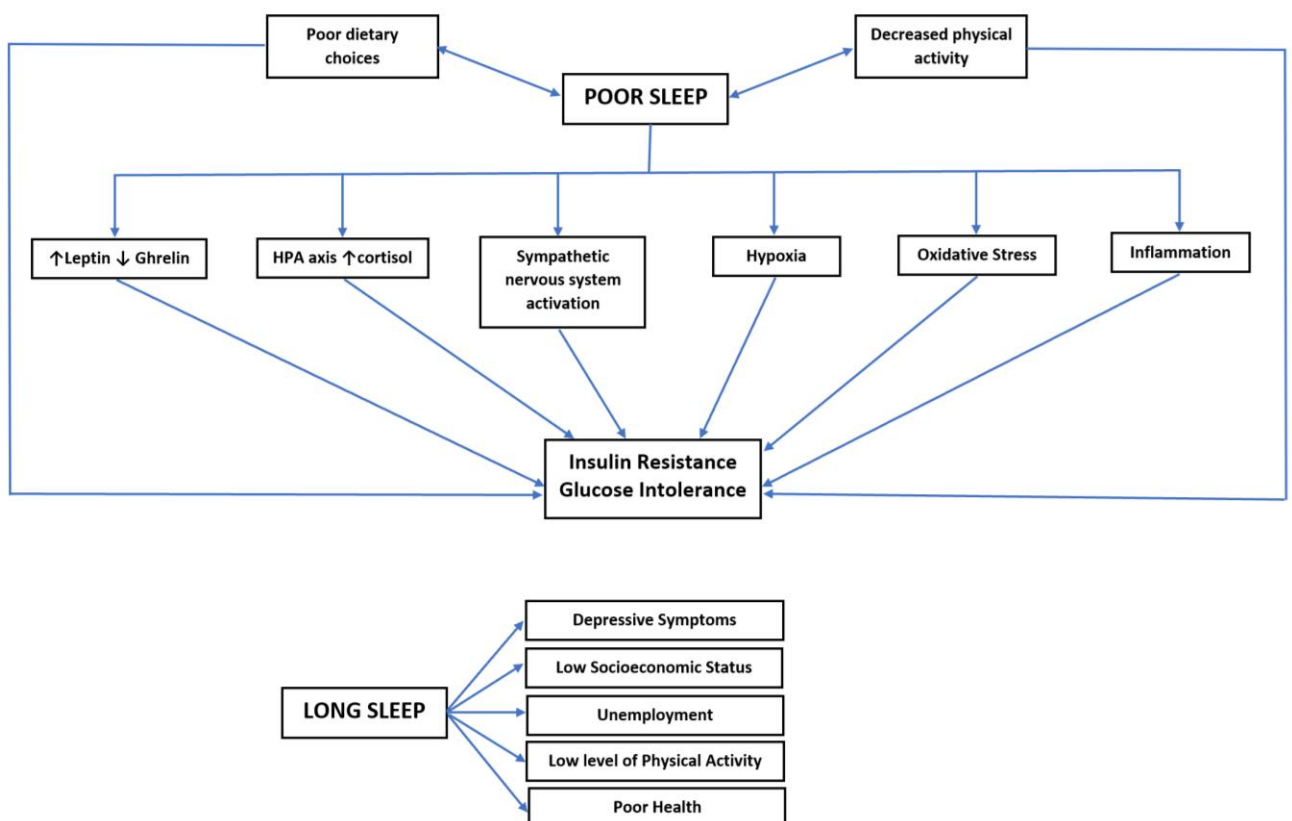 Poor dietary
choices
Decreased physical
activity
POOR SLEEP
↑Leptin ↓ Ghrelin
HPA axis ↑cortisol
Sympathetic
nervous system
activation
Hypoxia
Oxidative Stress
Inflammation
Insulin Resistance
Glucose Intolerance
LONG SLEEP
Depressive Symptoms
Low Socioeconomic Status
Unemployment
Low level of Physical Activity
Poor Health